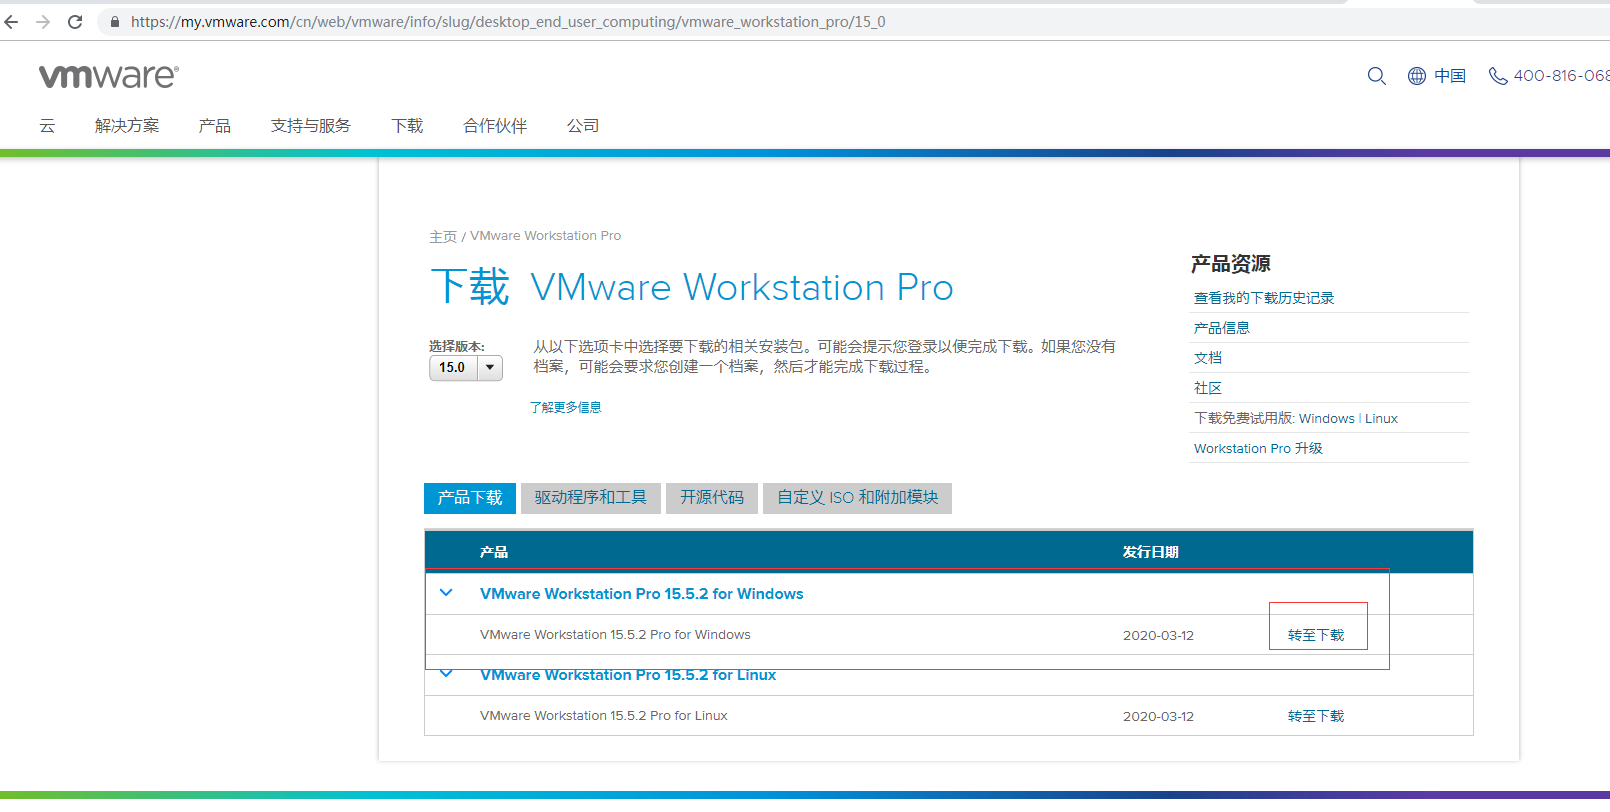 https://my.vmware.com/cn/web/vmware/info/slug/desktop_end_user_computing/vmware_workstation_pro/15_0
vmware®
中国
400-816-068
云 解决方案 产品 支持与服务 下载 合作伙伴 公司
主页 / VMware Workstation Pro
下载 VMware Workstation Pro
选择版本:
15.0
从以下选项卡中选择要下载的相关安装包。可能会提示您登录以便完成下载。如果您没有
档案，可能会要求您创建一个档案，然后才能完成下载过程。
了解更多信息
产品资源
查看我的下载历史记录
产品信息
文档
社区
下载免费试用版: Windows | Linux
Workstation Pro 升级
产品下载 驱动程序和工具 开源代码 自定义 ISO 和附加模块
产品 发行日期
VMware Workstation Pro 15.5.2 for Windows
VMware Workstation 15.5.2 Pro for Windows 2020-03-12 转至下载
VMware Workstation Pro 15.5.2 for Linux
VMware Workstation 15.5.2 Pro for Linux 2020-03-12 转至下载